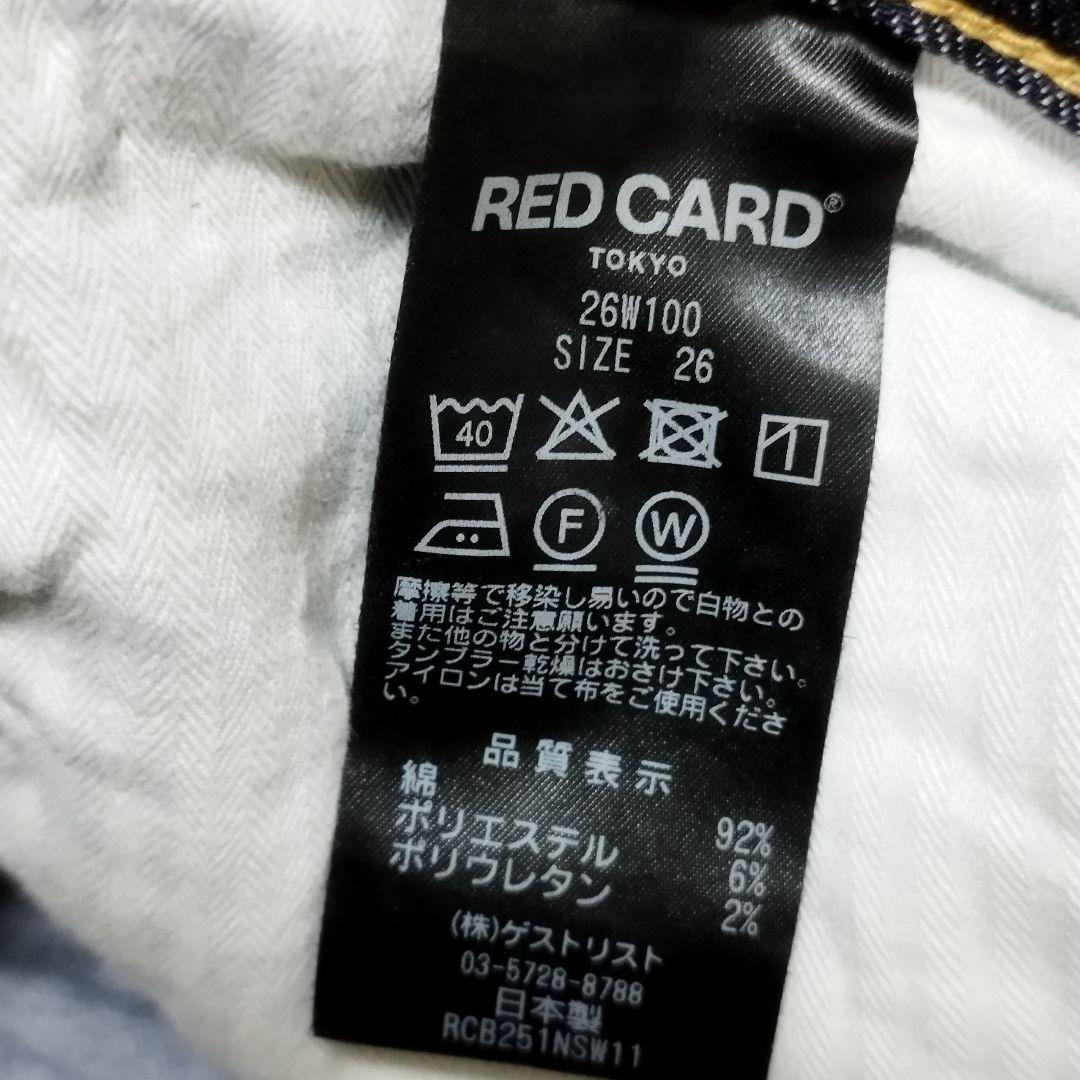 RED CARD®
TOKYO
26W100
SIZE 26
40
F W
摩擦等で移染し易いので白物との
着用はご注意願います。
また他の物と分けて洗って下さい。
タンブラー乾燥はおさけ下さい。
アイロンは当て布をご使用くださ
い。
品質表示
綿 92%
ポリエステル 6%
ポリウレタン 2%
(株)ゲストリスト
03-5728-8788
日本製
RCB251NSW11